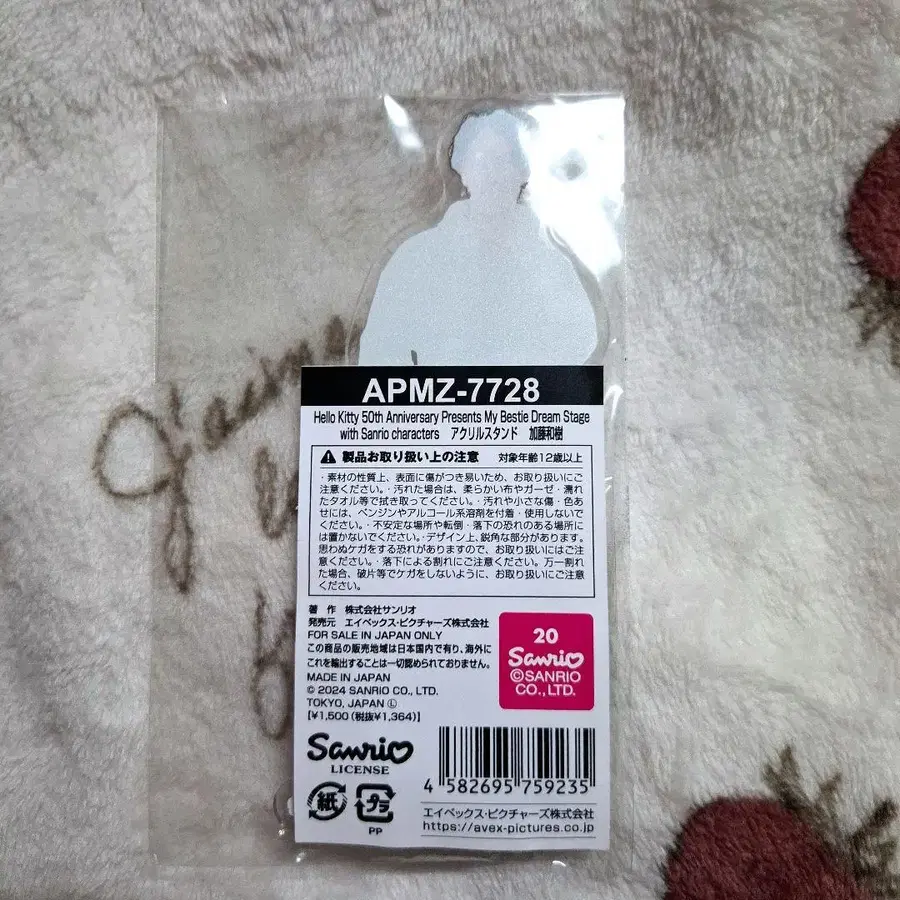 APMZ-7728
Hello Kitty 50th Anniversary Presents My Bestie Dream Stage
with Sanrio characters　アクリルスタンド　加藤和樹
製品お取り扱い上の注意　対象年齢12歳以上
・素材の性質上、表面に傷がつき易いため、お取り扱いにご
注意ください。・汚れた場合は、柔らかい布やガーゼ・濡れ
たタオル等で拭き取ってください。・汚れや小さな傷・色あ
せには、ベンジンやアルコール系溶剤を付着・使用しないで
ください。・不安定な場所や転倒・落下の恐れのある場所に
は置かないでください。・デザイン上、鋭角な部分があります。
思わぬケガをする恐れがありますので、お取り扱いにはご注
意ください。・落下による割れにご注意ください。万一割れ
た場合、破片等でケガをしないように、お取り扱いにご注意
ください。
著　作　株式会社サンリオ
発売元　エイベックス・ピクチャーズ株式会社
FOR SALE IN JAPAN ONLY
この商品の販売地域は日本国内で有り、海外に
これを輸出することは一切認められておりません。
MADE IN JAPAN
© 2024 SANRIO CO., LTD.
TOKYO, JAPAN Ⓛ
[¥1,500 (税抜¥1,364)]
20
Sanrio
©SANRIO
CO., LTD.
Sanrio
LICENSE
4 582695 759235
紙
プラ
PP
エイベックス・ピクチャーズ株式会社
https://avex-pictures.co.jp